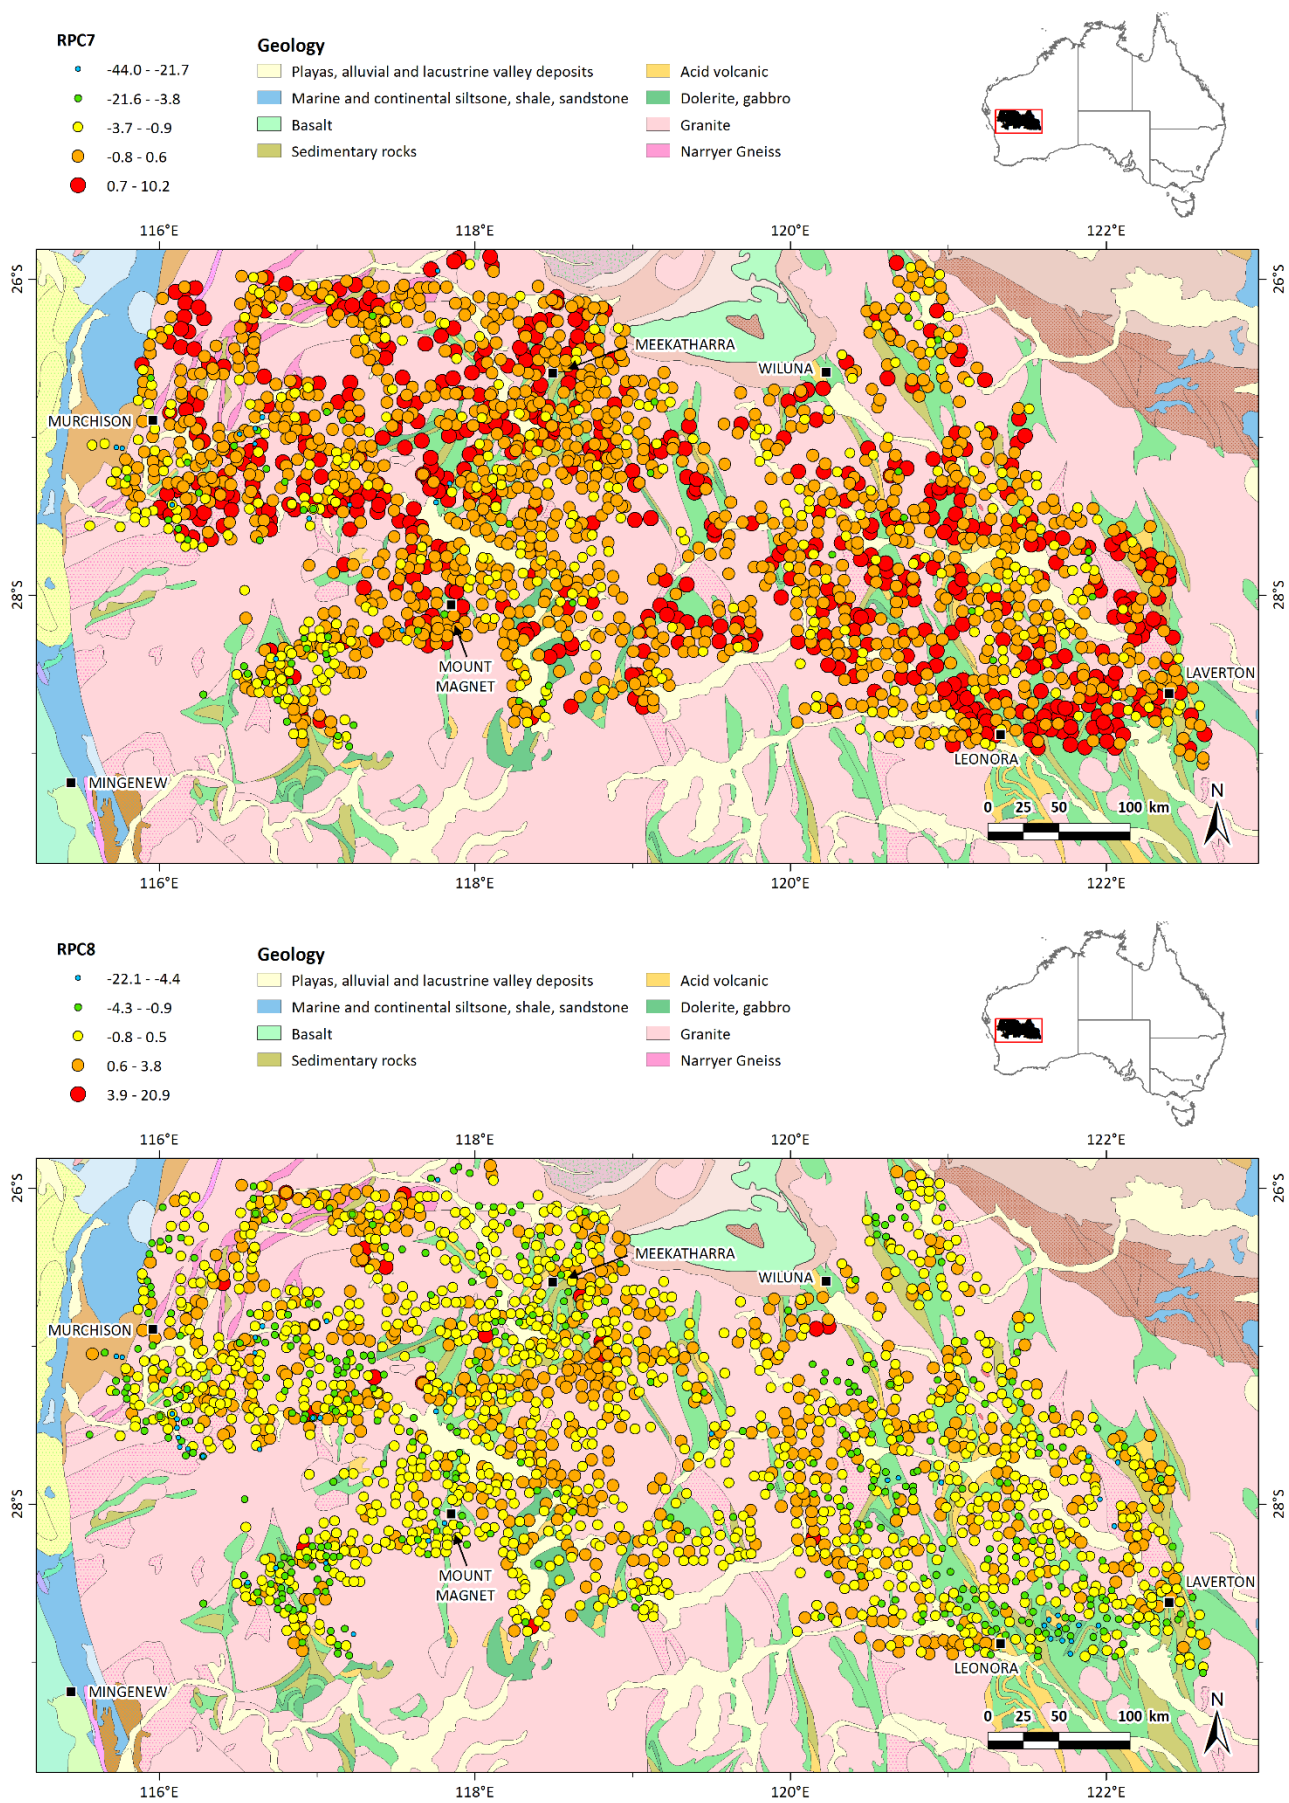 RPC7
-44.0 - -21.7
-21.6 - -3.8
-3.7 - -0.9
-0.8 - 0.6
0.7 - 10.2
Geology
Playas, alluvial and lacustrine valley deposits
Marine and continental siltsone, shale, sandstone
Basalt
Sedimentary rocks
Acid volcanic
Dolerite, gabbro
Granite
Narryer Gneiss
116°E 118°E 120°E 122°E
26°S 26°S
MEEKATHARRA
WILUNA
MURCHISON
28°S 28°S
MOUNT
MAGNET
LAVERTON
LEONORA
MINGENEW
N
0 25 50 100 km
116°E 118°E 120°E 122°E
RPC8
-22.1 - -4.4
-4.3 - -0.9
-0.8 - 0.5
0.6 - 3.8
3.9 - 20.9
Geology
Playas, alluvial and lacustrine valley deposits
Marine and continental siltsone, shale, sandstone
Basalt
Sedimentary rocks
Acid volcanic
Dolerite, gabbro
Granite
Narryer Gneiss
116°E 118°E 120°E 122°E
26°S 26°S
MEEKATHARRA
WILUNA
MURCHISON
28°S 28°S
MOUNT
MAGNET
LAVERTON
LEONORA
MINGENEW
N
0 25 50 100 km
116°E 118°E 120°E 122°E